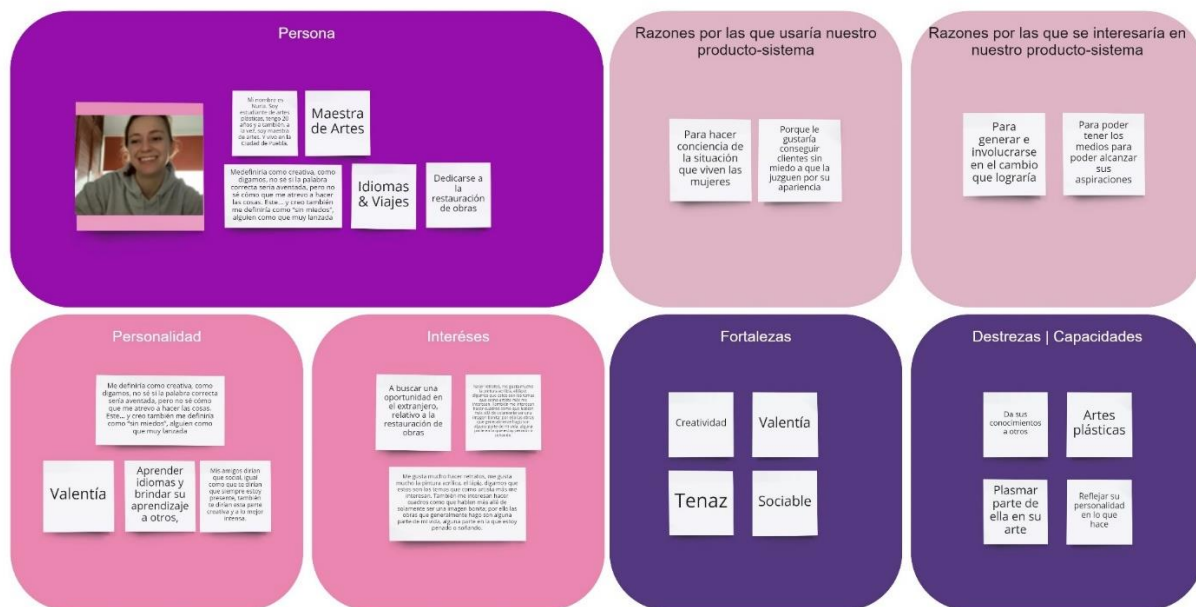 Persona
Mi nombre es
Nuria. Soy
estudiante de artes
plásticas, tengo 20
años y a también, a
la vez, soy maestra
de artes. Y vivo en la
Ciudad de Puebla.
Maestra
de Artes
Medefiniría como creativa, como
digamos, no sé si la palabra
correcta sería aventada, pero no
sé cómo que me atrevo a hacer
las cosas. Este... y creo también
me definiría como "sin miedos",
alguien como que muy lanzada
Idiomas
& Viajes
Dedicarse a
la
restauración
de obras
Razones por las que usaría nuestro
producto-sistema
Para hacer
conciencia de
la situación
que viven las
mujeres
Porque le
gustaría
conseguir
clientes sin
miedo a que la
juzguen por su
apariencia
Razones por las que se interesaría en
nuestro producto-sistema
Para
generar e
involucrarse
en el cambio
que lograría
Para poder
tener los
medios para
poder alcanzar
sus
aspiraciones
Personalidad
Me definiría como creativa, como
digamos, no sé si la palabra correcta
sería aventada, pero no sé cómo
que me atrevo a hacer las cosas.
Este... y creo también me definiría
como "sin miedos", alguien como
que muy lanzada
Valentía
Aprender
idiomas y
brindar su
aprendizaje
a otros,
Mis amigos dirían
que social, igual
como que te dirían
que siempre estoy
presente, también
te dirían esta parte
creativa y a lo mejor
intensa.
Interéses
A buscar una
oportunidad en
el extranjero,
relativo a la
restauración de
obras
Me gusta mucho hacer retratos, me gusta
mucho la pintura acrílica, el lápiz, digamos que
estos son los temas que como artista más me
interesan. También me interesan hacer
cuadros como que hablen más allá de
solamente ser una imagen bonita, por ello las
obras que generalmente hago son alguna
parte de mi vida, alguna parte en la que estoy
penado o soñando.
Fortalezas
Creatividad
Valentía
Tenaz
Sociable
Destrezas | Capacidades
Da sus
conocimientos
a otros
Artes
plásticas
Plasmar
parte de
ella en su
arte
Reflejar su
personalidad
en lo que
hace